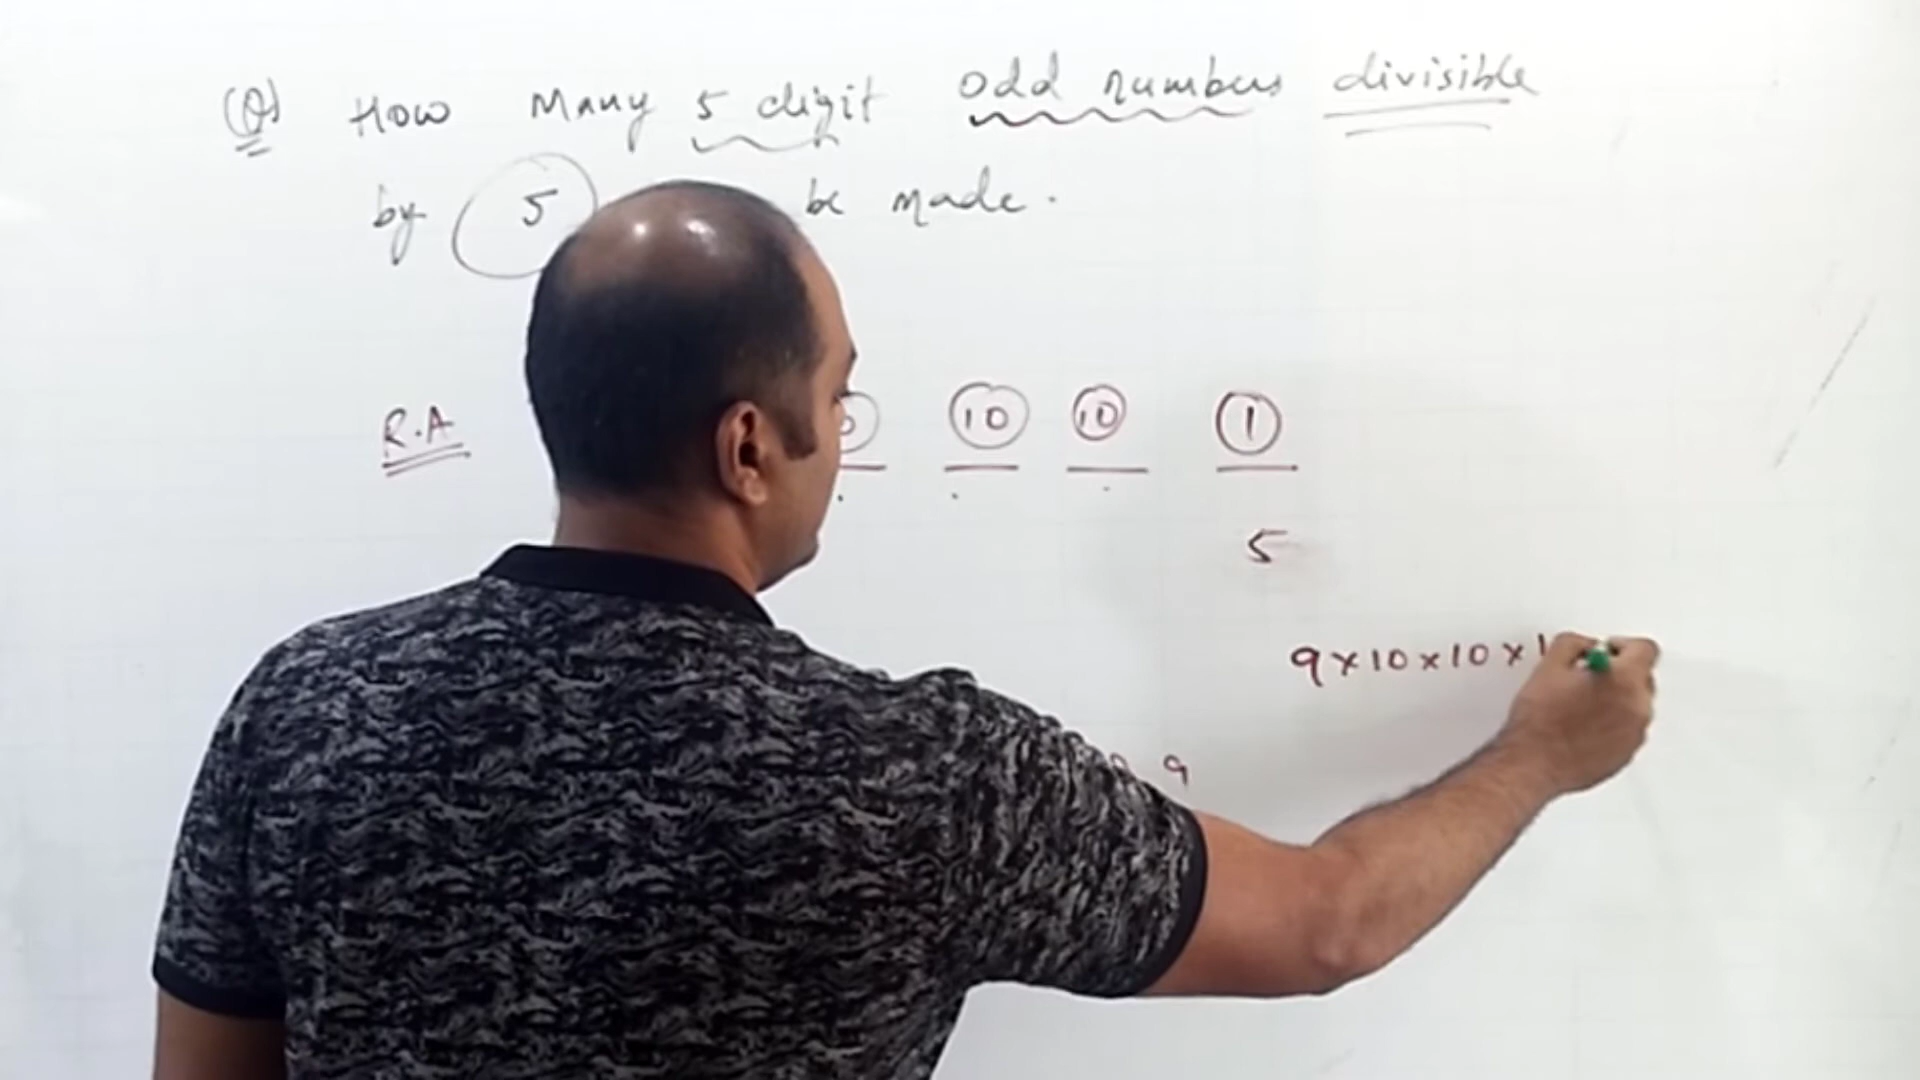 (Q) How Many 5 digit odd numbers divisible
by 5 be made.
R.A 10 10 1
5
9 x 10 x 10 x 1
9